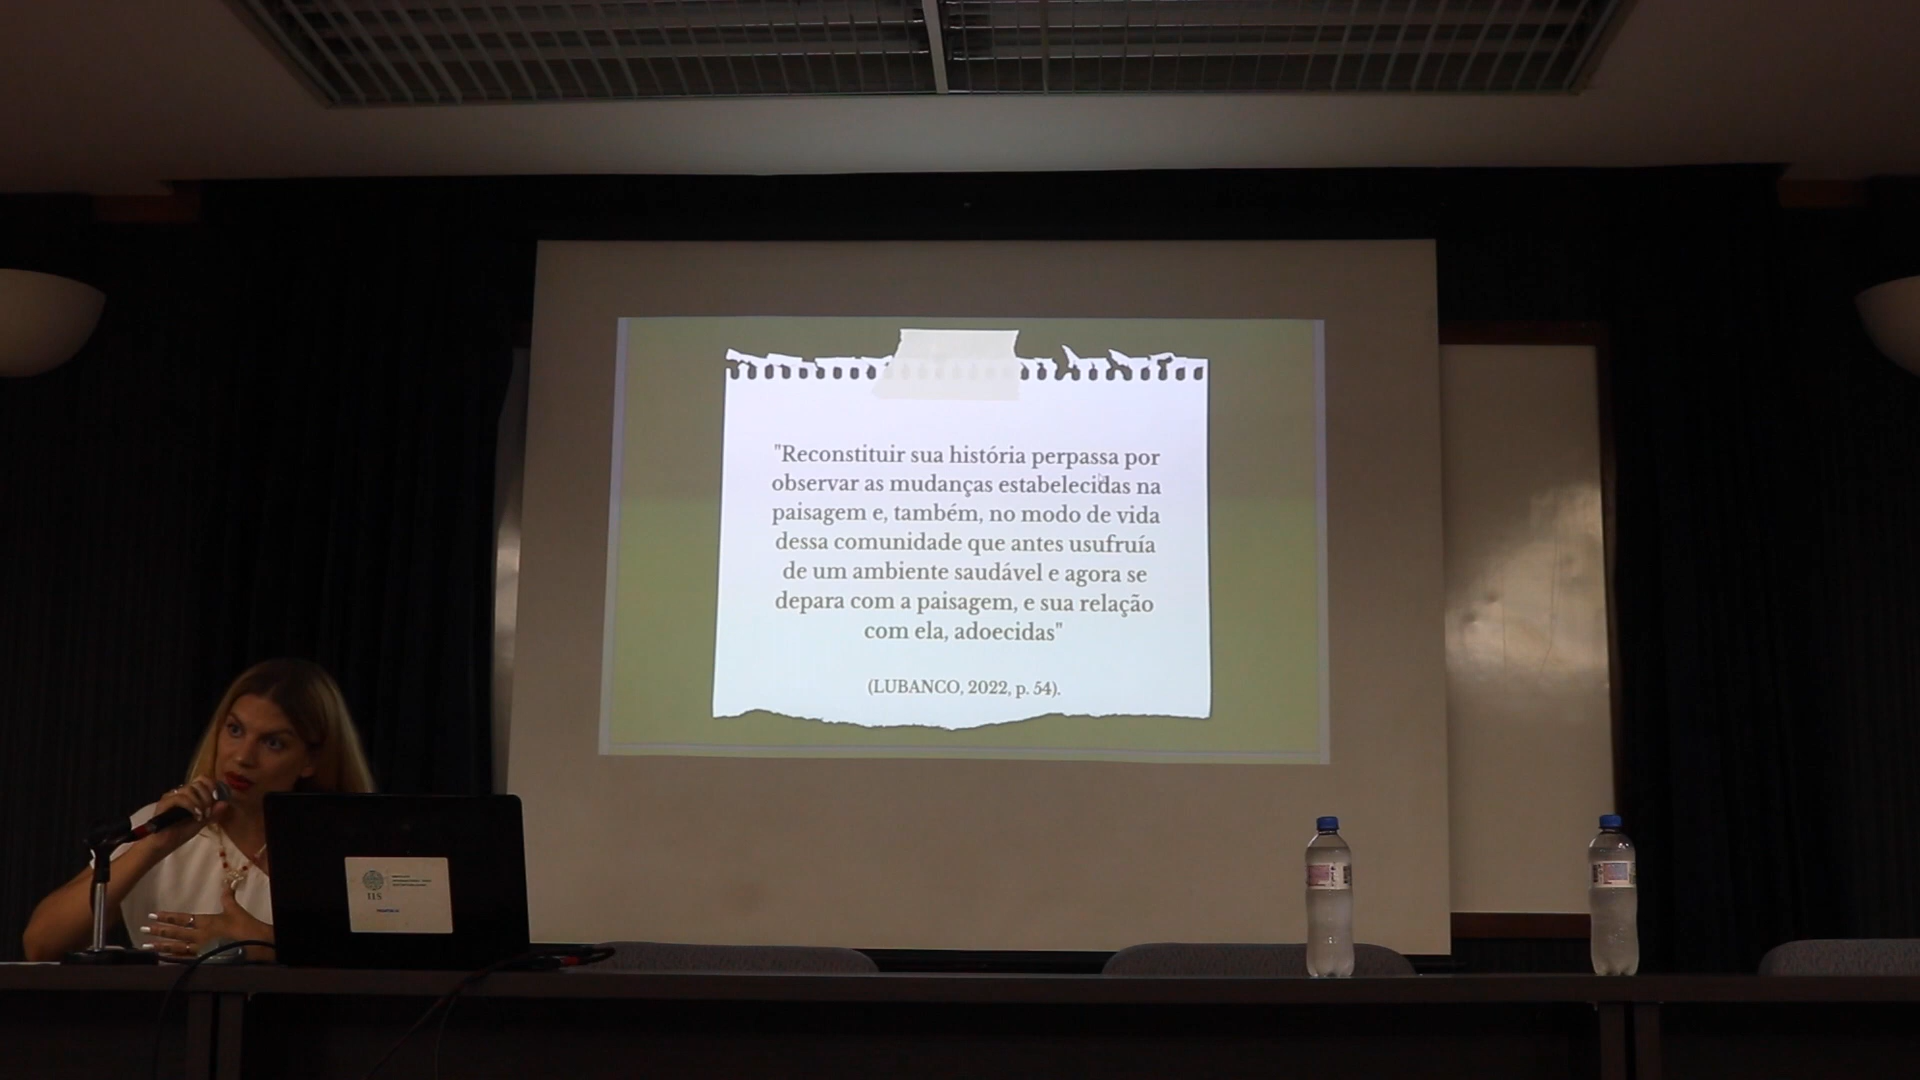 "Reconstituir sua história perpassa por
observar as mudanças estabelecidas na
paisagem e, também, no modo de vida
dessa comunidade que antes usufruía
de um ambiente saudável e agora se
depara com a paisagem, e sua relação
com ela, adoecidas"
(LUBANCO, 2022, p. 54).
IIS